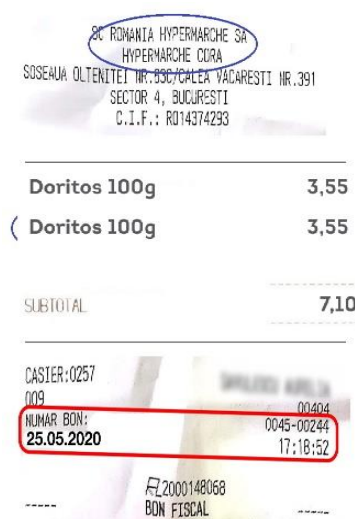 SC ROMANIA HYPERMARCHE SA
HYPERMARCHE CORA
SOSEAUA OLTENITEI NR.63C/CALEA VACARESTI NR.391
SECTOR 4, BUCURESTI
C.I.F.: RO14374293
Doritos 100g 3,55
Doritos 100g 3,55
SUBTOTAL 7,10
CASIER:0257
009 00404
NUMAR BON: 0045-00244
25.05.2020 17:18:52
2000148068
BON FISCAL